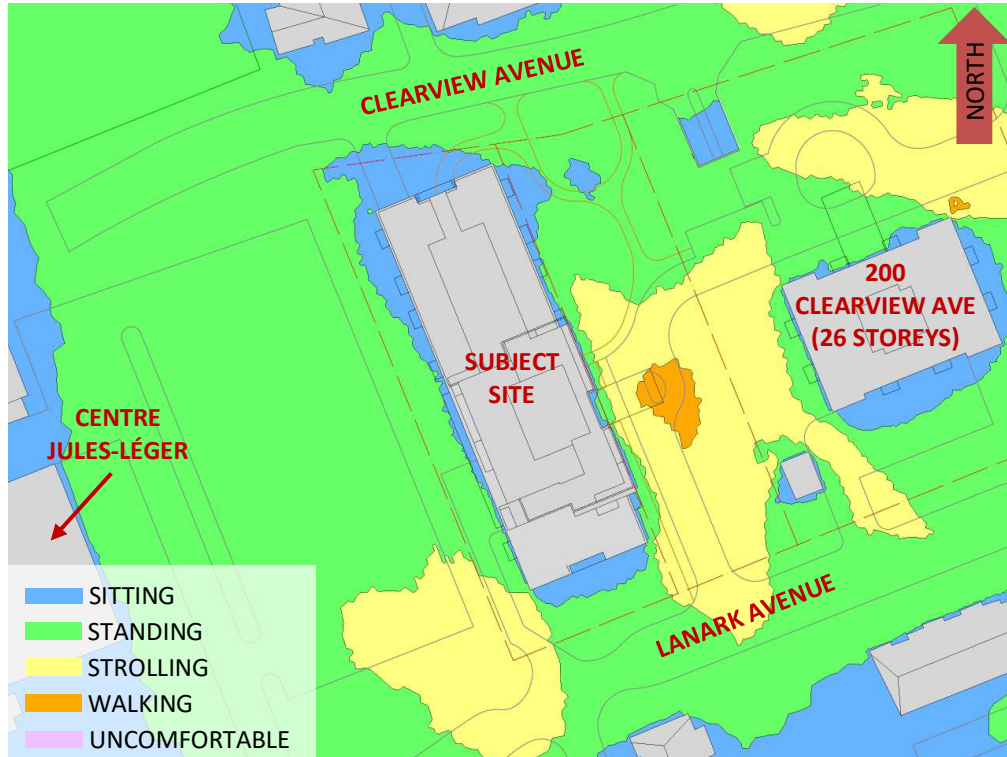 NORTH
CLEARVIEW AVENUE
200
CLEARVIEW AVE
(26 STOREYS)
SUBJECT
SITE
CENTRE
JULES-LÉGER
LANARK AVENUE
SITTING
STANDING
STROLLING
WALKING
UNCOMFORTABLE